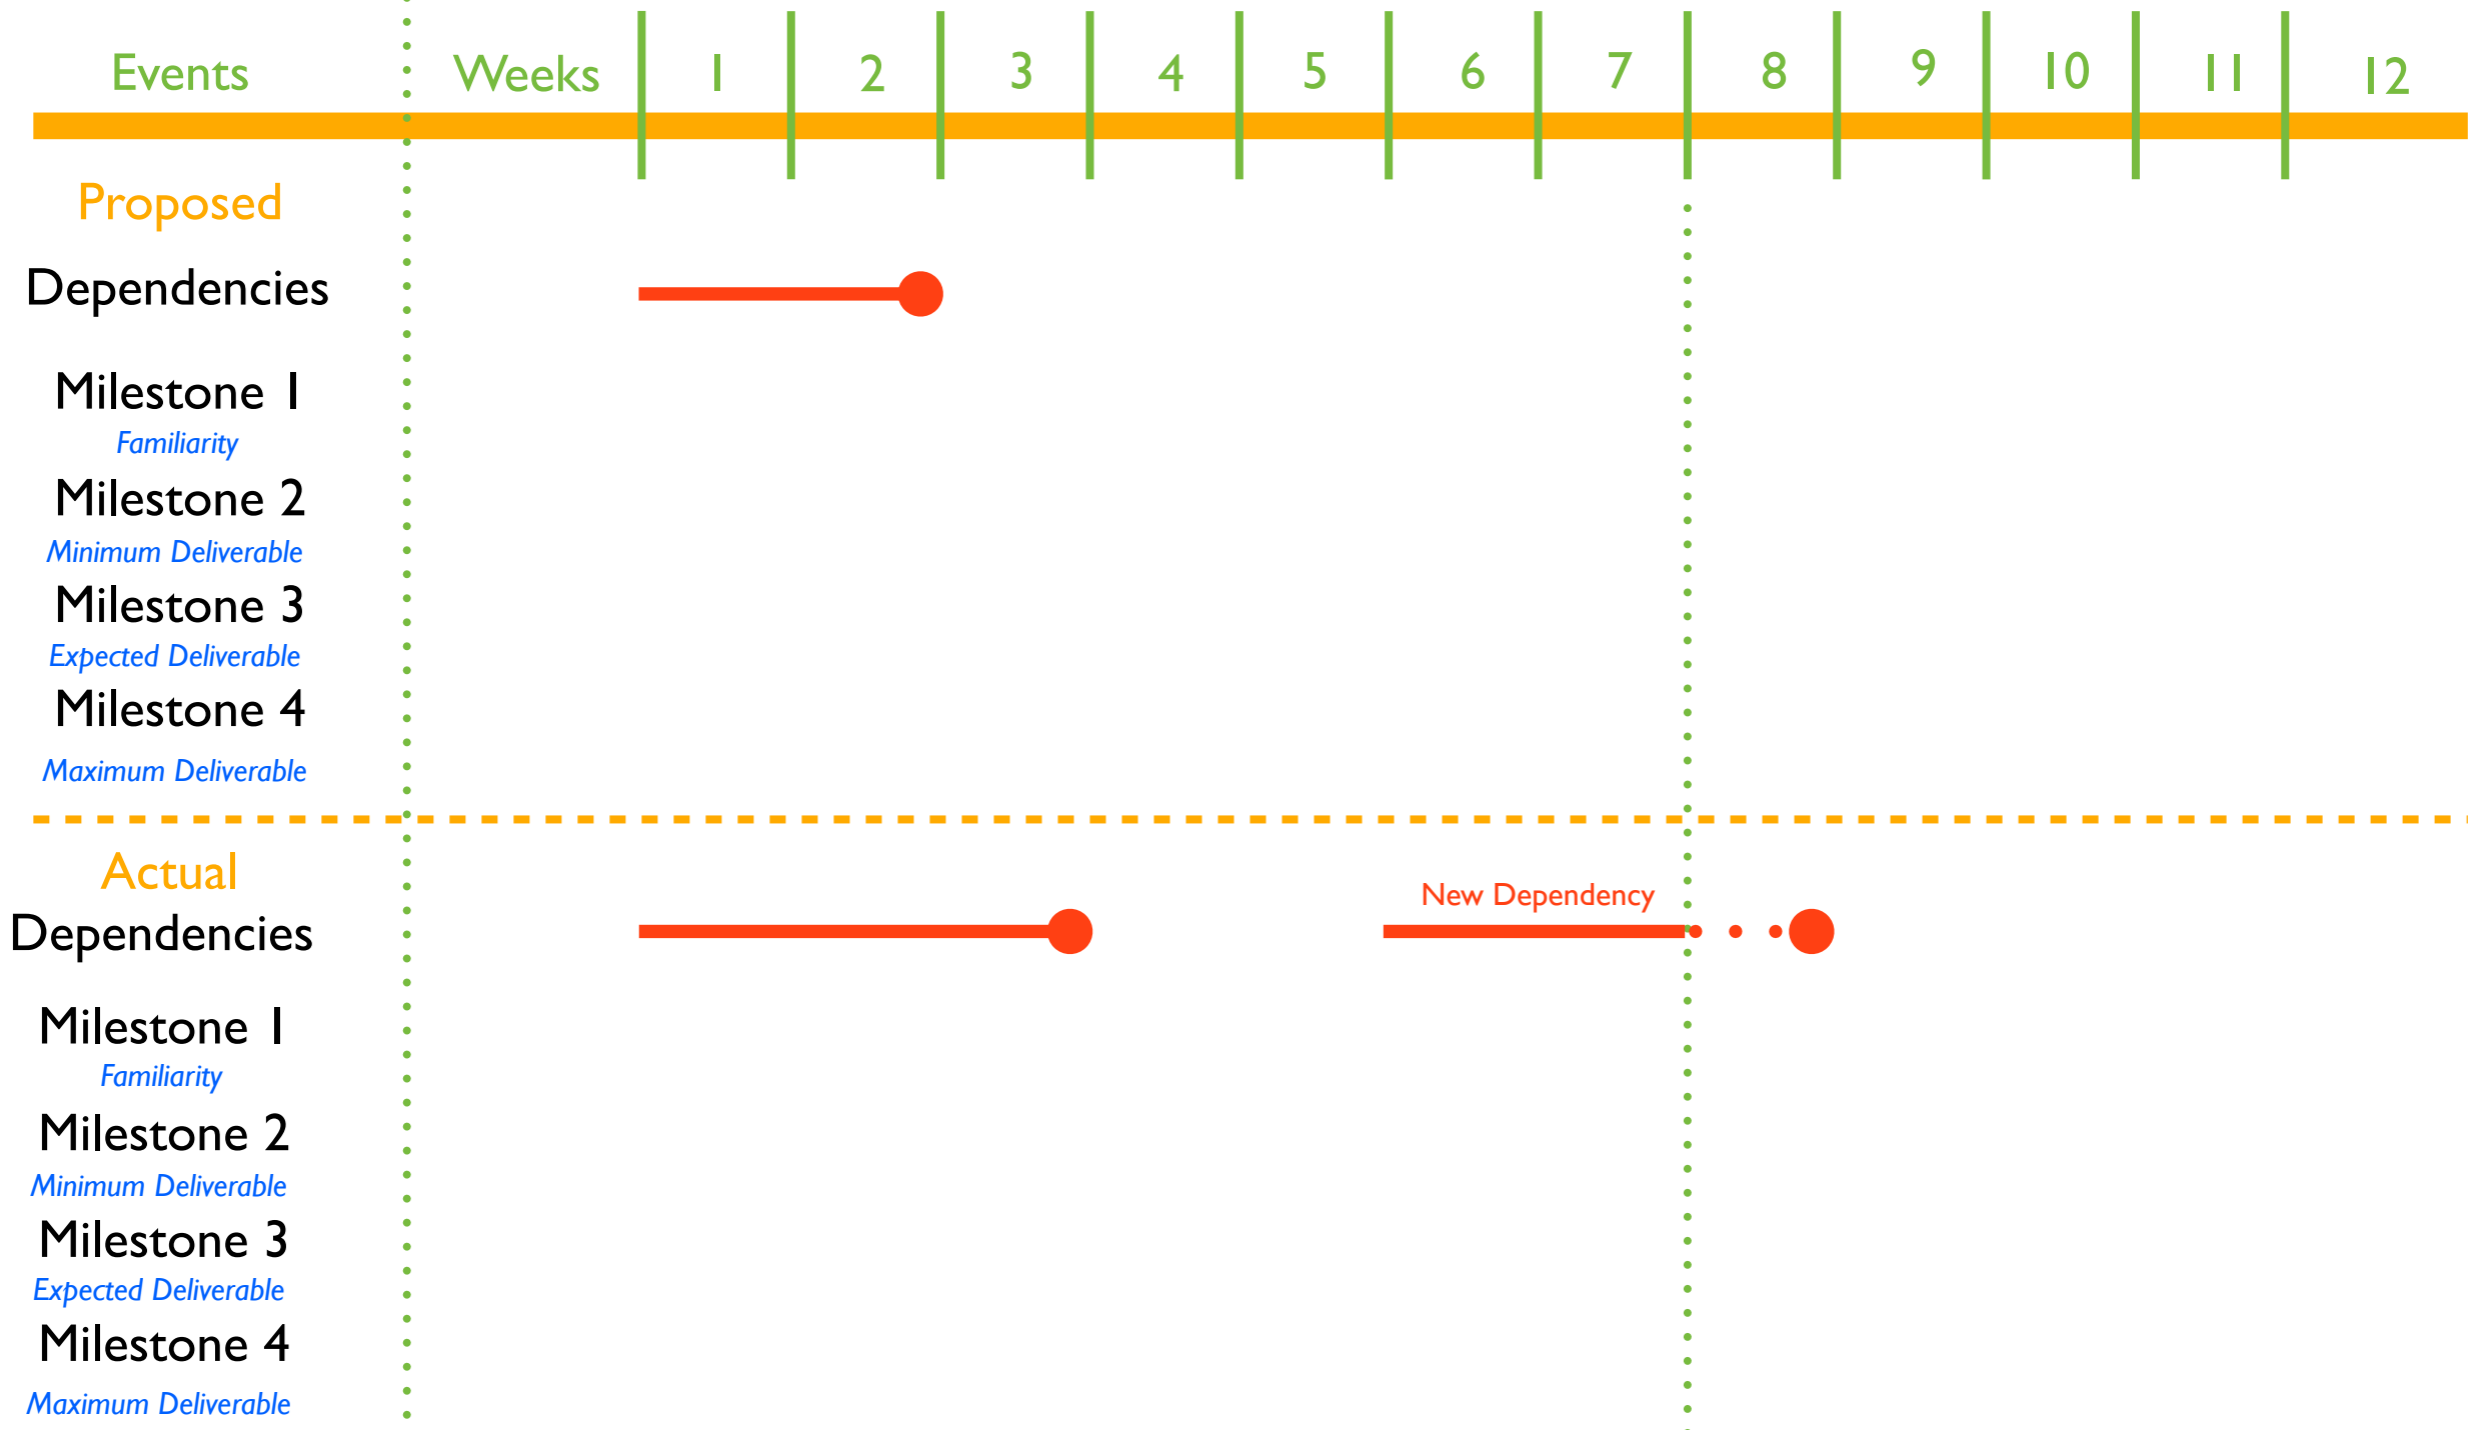 Events Weeks 1 2 3 4 5 6 7 8 9 10 11 12
Proposed
Dependencies
Milestone 1
Familiarity
Milestone 2
Minimum Deliverable
Milestone 3
Expected Deliverable
Milestone 4
Maximum Deliverable
Actual
New Dependency
Dependencies
Milestone 1
Familiarity
Milestone 2
Minimum Deliverable
Milestone 3
Expected Deliverable
Milestone 4
Maximum Deliverable